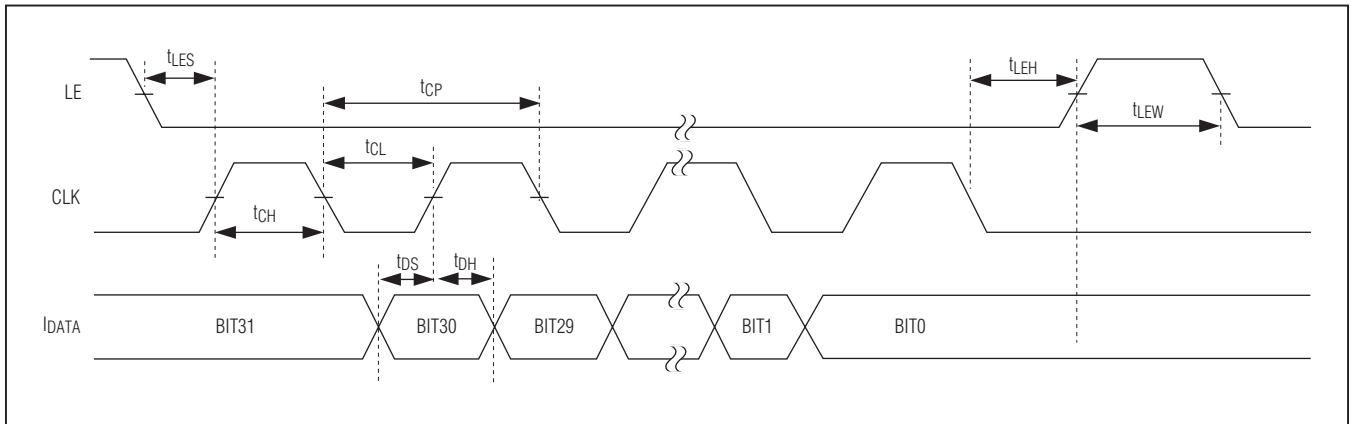 LE
tLES
tCP
tLEH
tLEW
CLK
tCL
tCH
IDATA
tDS
tDH
BIT31
BIT30
BIT29
BIT1
BIT0